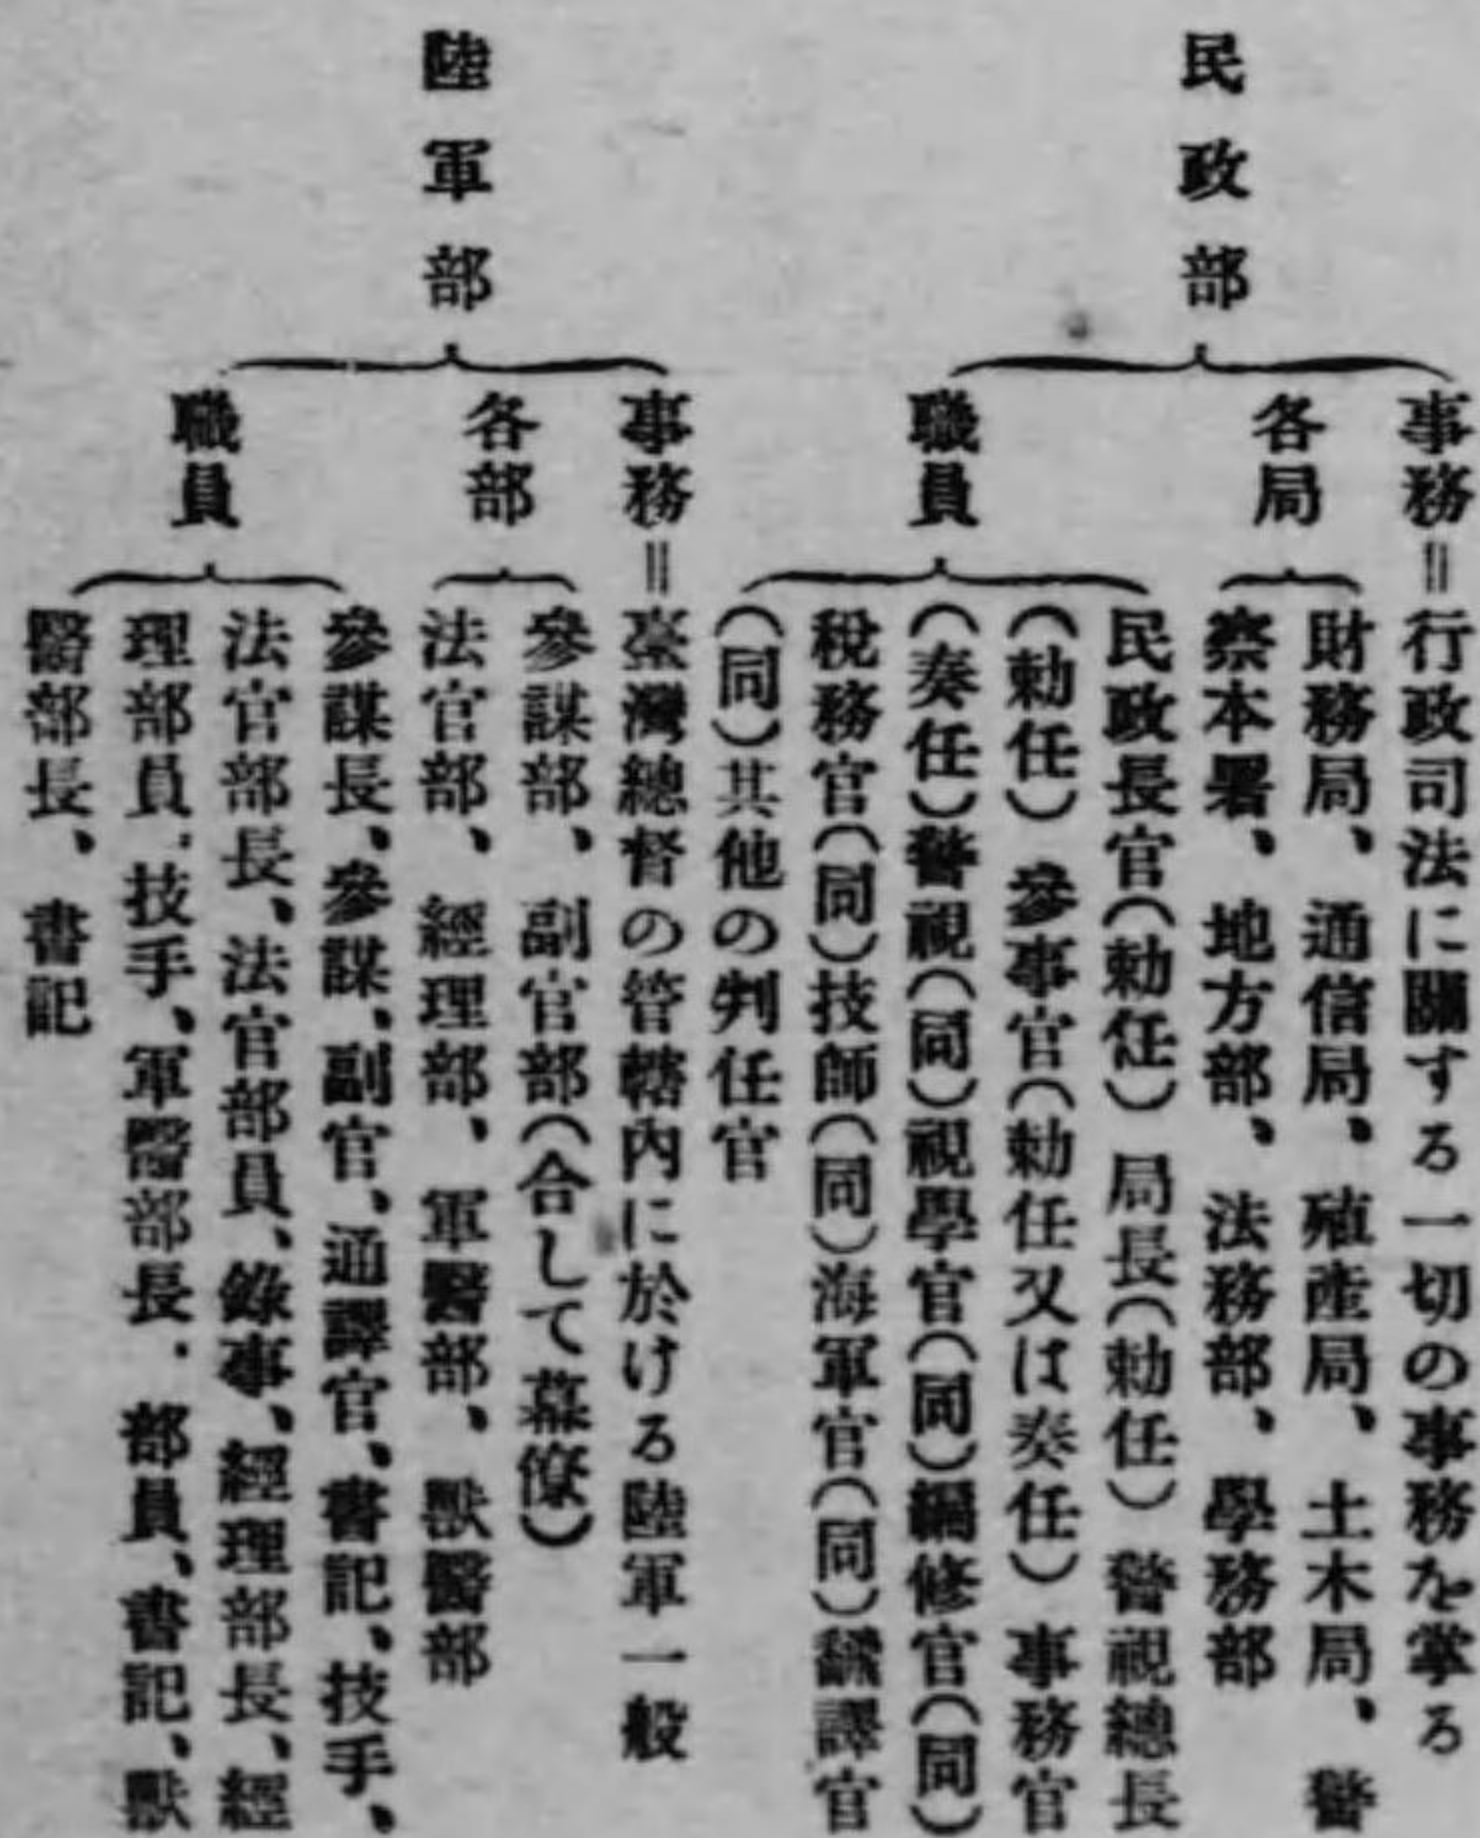 民政部
事務=行政司法に關する一切の事務を掌る
各局
財務局、通信局、殖産局、土木局、警
察本署、地方部、法務部、學務部
職員
民政長官(勅任)局長(勅任)警視總長
(勅任)參事官(勅任又は奏任)事務官
(奏任)警視(同)視學官(同)編修官(同)
稅務官(同)技師(同)海軍官(同)飜譯官
(同)其他の判任官
陸軍部
事務=臺灣總督の管轄內に於ける陸軍一般
各部
參謀部、副官部(合して幕僚)
法官部、經理部、軍醫部、獸醫部
職員
參謀長、參謀、副官、通譯官、書記、技手、
法官部長、法官部員、錄事、經理部長、經
理部員、技手、軍醫部長、部員、書記、獸
醫部長、書記